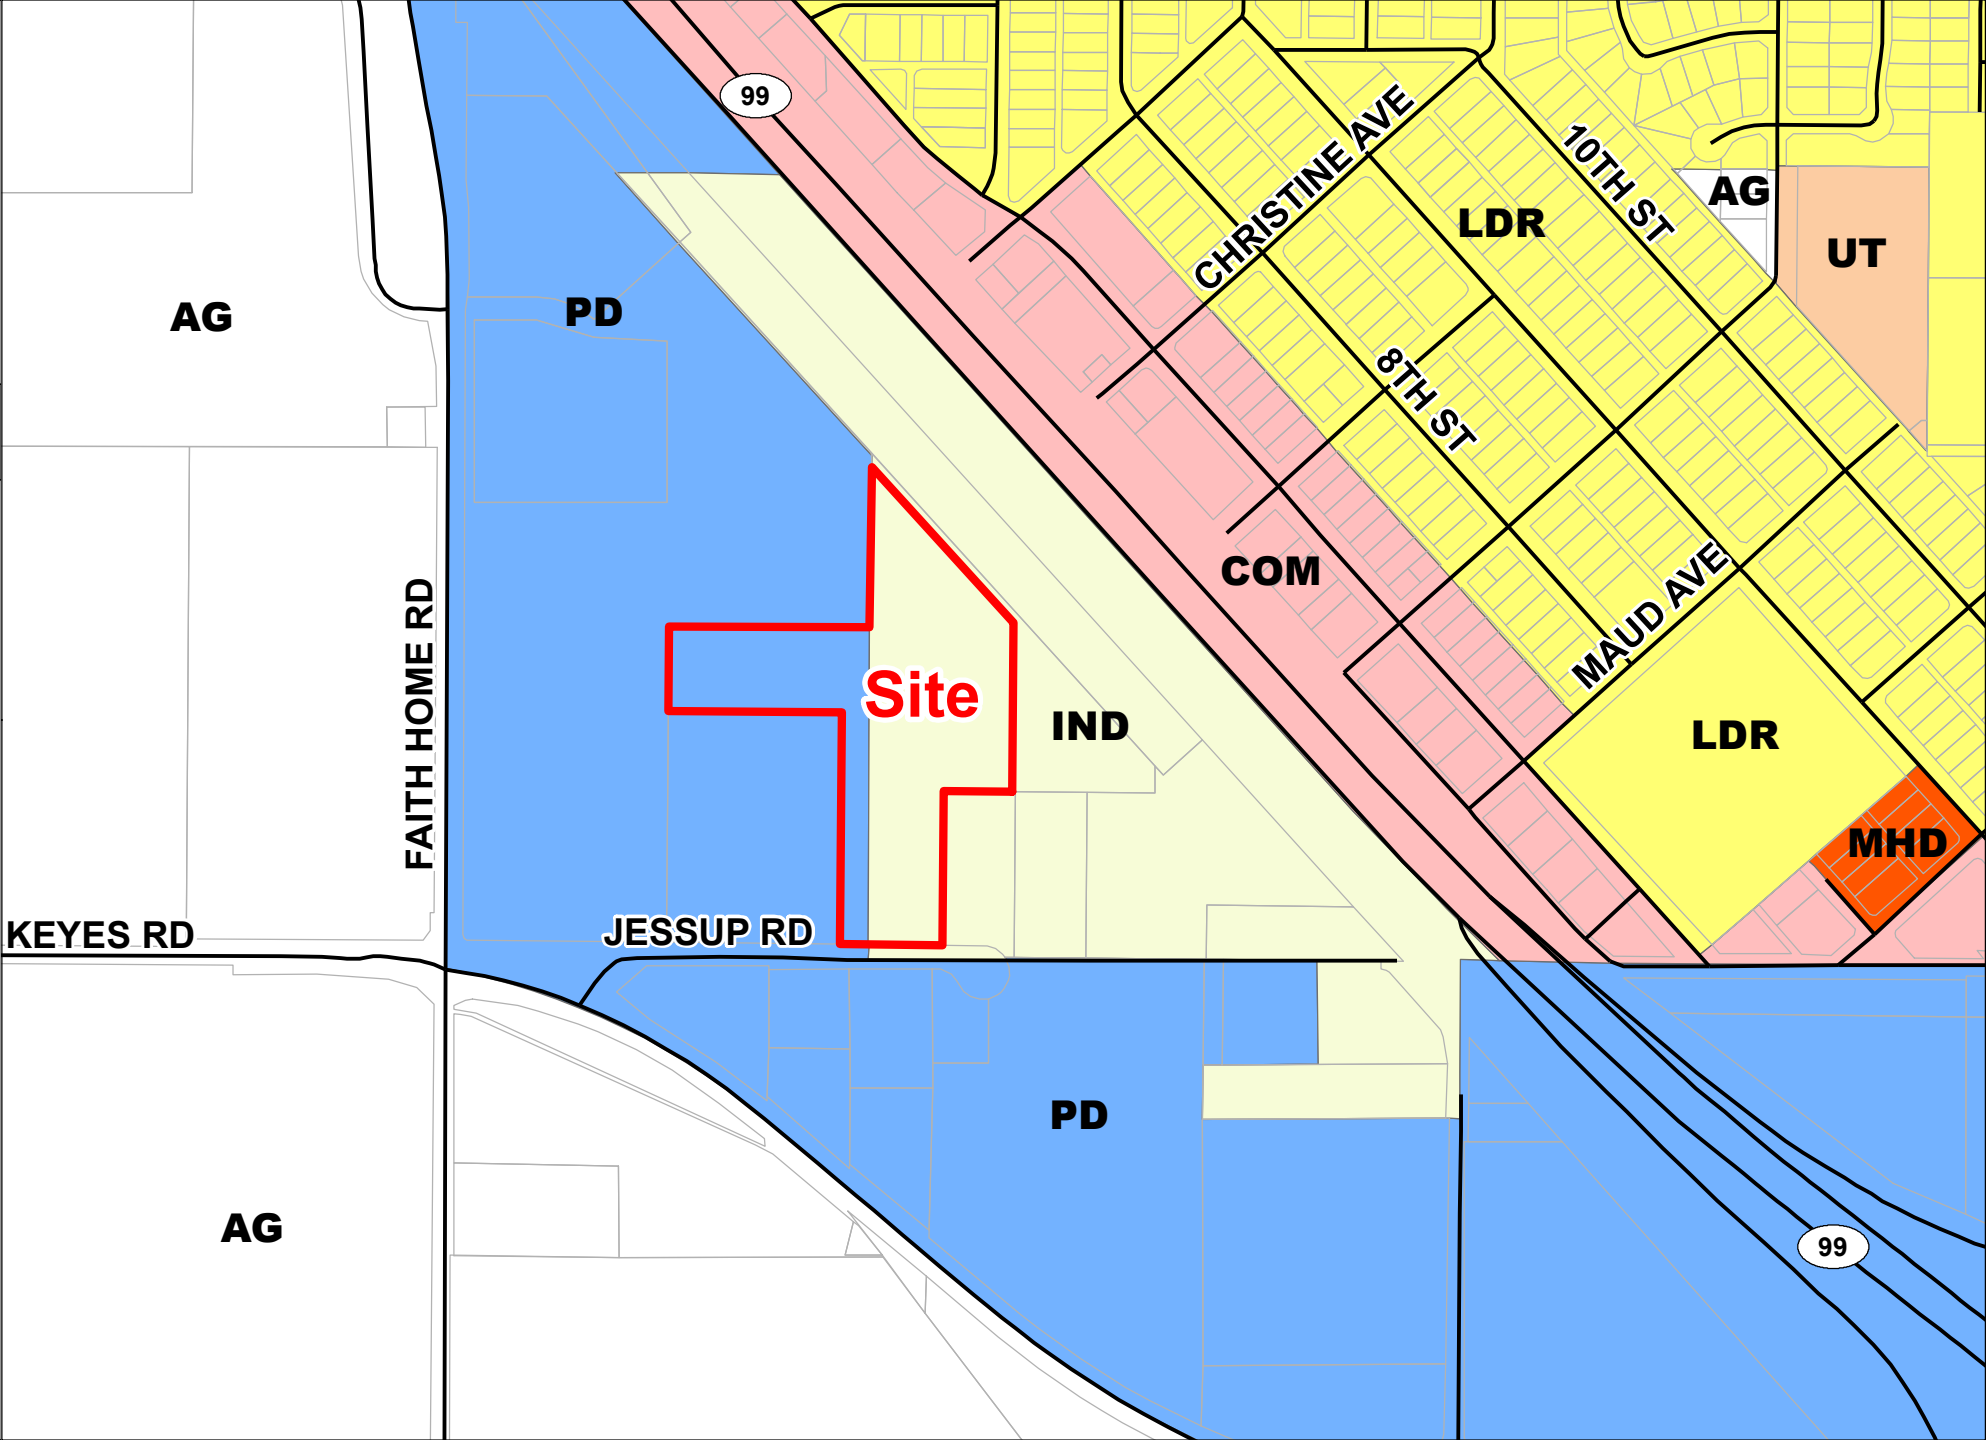 99
CHRISTINE AVE
10TH ST
AG
LDR
UT
AG
PD
8TH ST
COM
MAUD AVE
FAITH HOME RD
Site
IND
LDR
MHD
KEYES RD
JESSUP RD
PD
AG
99